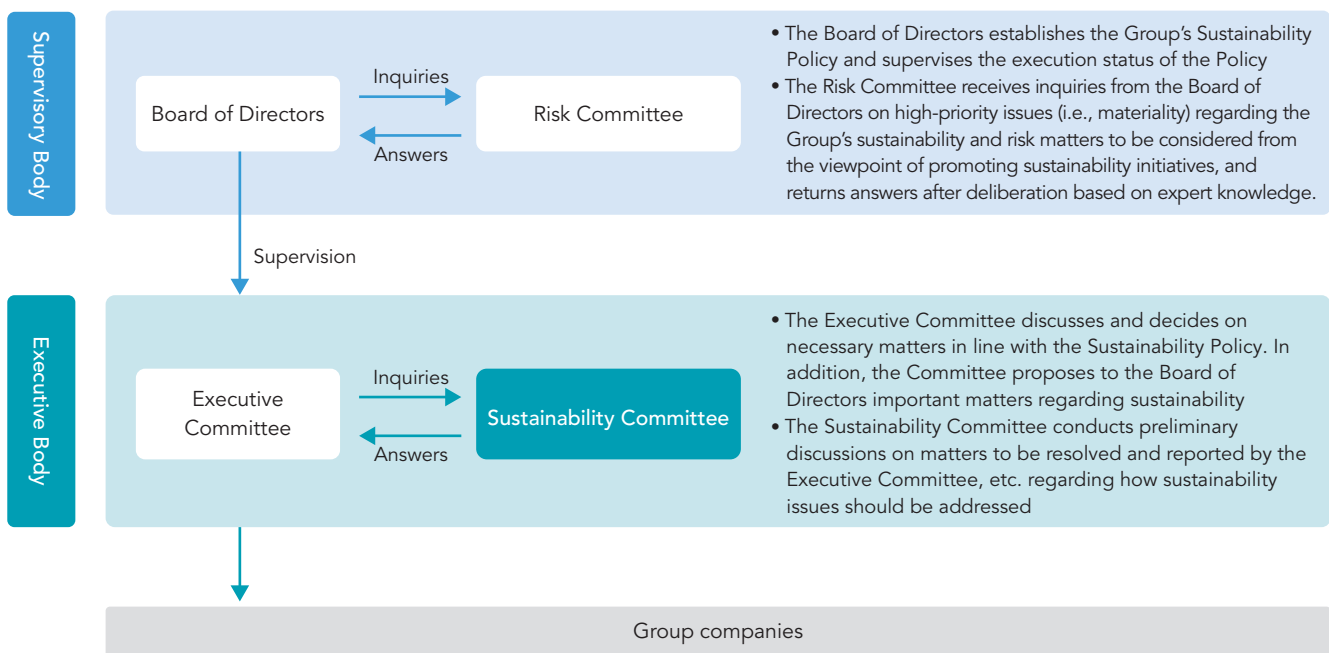 Supervisory Body
Board of Directors
Inquiries
Answers
Risk Committee
• The Board of Directors establishes the Group’s Sustainability
Policy and supervises the execution status of the Policy
• The Risk Committee receives inquiries from the Board of
Directors on high-priority issues (i.e., materiality) regarding the
Group’s sustainability and risk matters to be considered from
the viewpoint of promoting sustainability initiatives, and
returns answers after deliberation based on expert knowledge.
Supervision
Executive Body
Executive
Committee
Inquiries
Answers
Sustainability Committee
• The Executive Committee discusses and decides on
necessary matters in line with the Sustainability Policy. In
addition, the Committee proposes to the Board of
Directors important matters regarding sustainability
• The Sustainability Committee conducts preliminary
discussions on matters to be resolved and reported by the
Executive Committee, etc. regarding how sustainability
issues should be addressed
Group companies